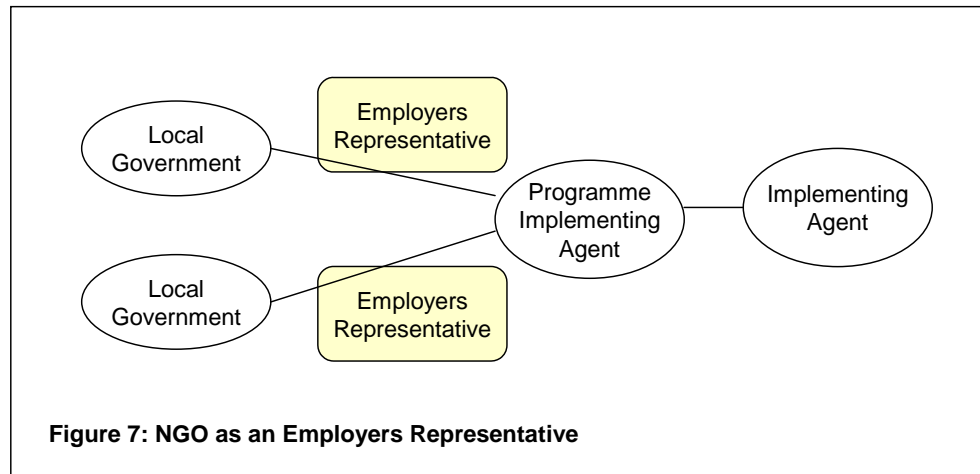 Local
Government
Employers
Representative
Programme
Implementing
Agent
Implementing
Agent
Local
Government
Employers
Representative
Figure 7: NGO as an Employers Representative